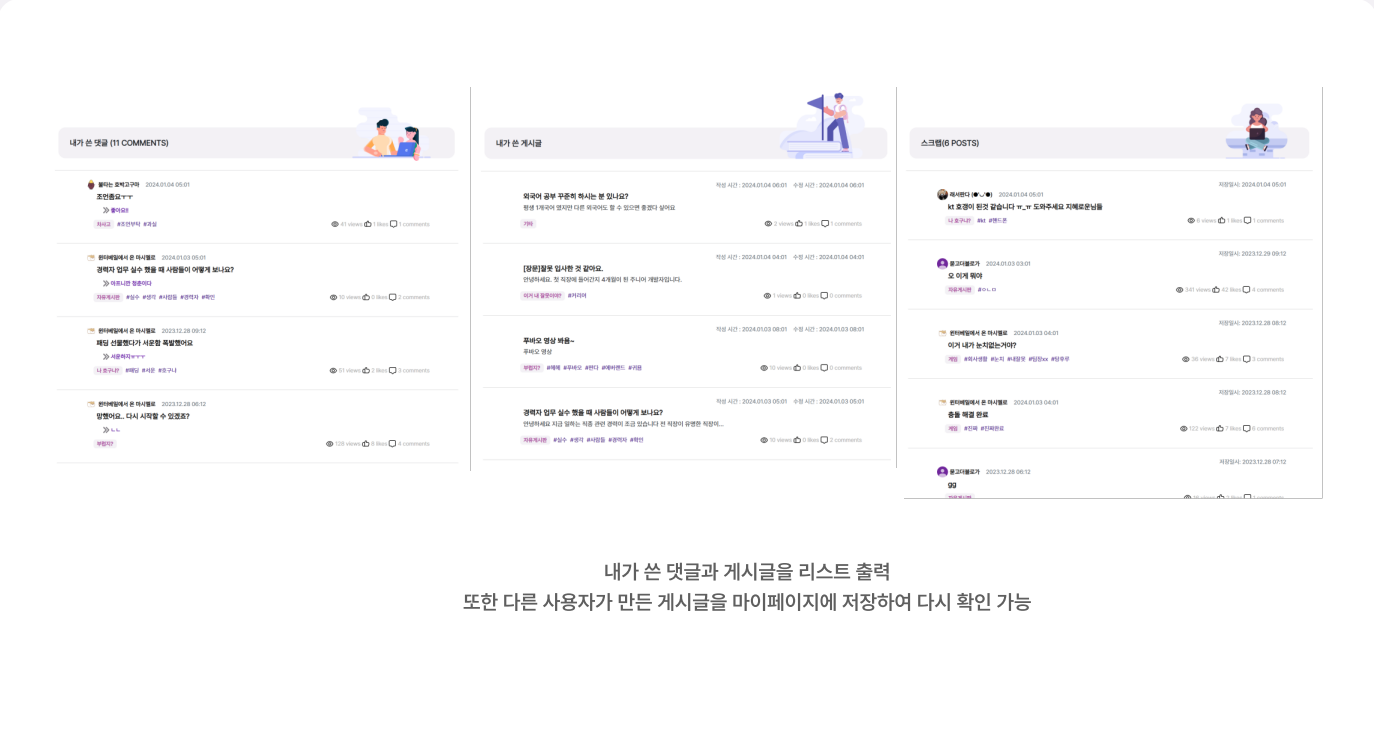 내가 쓴 댓글 (11 COMMENTS)
불타는 호박고구마 2024.01.04 05:01
조언좀요ㅜㅜ
좋아요!!
차사고 #조언부탁 #과실
41 views 1 likes 1 comments
윈터베일에서 온 마시멜로 2024.01.03 05:01
경력자 업무 실수 했을 때 사람들이 어떻게 보나요?
아프니깐 청춘이다
자유게시판 #실수 #생각 #사람들 #경력자 #확인
10 views 0 likes 2 comments
윈터베일에서 온 마시멜로 2023.12.28 09:12
패딩 선물했다가 서운함 폭발했어요
서운하지ㅠㅜㅜ
나 호구니? #패딩 #서운 #호구니
51 views 2 likes 3 comments
윈터베일에서 온 마시멜로 2023.12.28 06:12
망했어요.. 다시 시작할 수 있겠죠?
ㄴㄴ
부럽지?
128 views 6 likes 4 comments
내가 쓴 게시글
작성 시간 : 2024.01.04 06:01 수정 시간 : 2024.01.04 06:01
외국어 공부 꾸준히 하시는 분 있나요?
평생 1개국어 였지만 다른 외국어도 할 수 있으면 좋겠다 싶어요
기타
2 views 1 likes 1 comments
작성 시간 : 2024.01.04 04:01 수정 시간 : 2024.01.04 04:01
[장문]잘못 입사한 것 같아요.
안녕하세요. 첫 직장에 들어간지 4개월이 된 주니어 개발자입니다.
이거 내 잘못이야? #커리어
1 views 0 likes 0 comments
작성 시간 : 2024.01.03 08:01 수정 시간 : 2024.01.03 08:01
푸바오 영상 봐용~
푸바오 영상
부럽지? #헤헤 #푸바오 #판다 #에버랜드 #귀욤
10 views 0 likes 0 comments
작성 시간 : 2024.01.03 05:01 수정 시간 : 2024.01.03 05:01
경력자 업무 실수 했을 때 사람들이 어떻게 보나요?
안녕하세요 지금 일하는 직종 관련 경력이 조금 있습니다 전 직장이 유명한 직장이...
자유게시판 #실수 #생각 #사람들 #경력자 #확인
10 views 0 likes 2 comments
스크랩(6 POSTS)
저장일시: 2024.01.04 05:01
래서판다 (●'◡'●) 2024.01.04 05:01
kt 호갱이 된것 같습니다 ㅠ_ㅠ 도와주세요 지혜로운님들
나 호구니? #kt #핸드폰
6 views 1 likes 1 comments
저장일시: 2023.12.29 09:12
묻고더블로가 2024.01.03 03:01
오 이게 뭐야
자유게시판 #ㅇㄴㅁ
341 views 42 likes 4 comments
저장일시: 2023.12.28 08:12
윈터베일에서 온 마시멜로 2024.01.03 04:01
이거 내가 눈치없는거야?
게임 #회사생활 #눈치 #내잘못 #팀장xx #탕후루
36 views 7 likes 3 comments
저장일시: 2023.12.28 08:12
윈터베일에서 온 마시멜로 2024.01.03 04:01
충돌 해결 완료
게임 #진짜 #진짜완료
122 views 7 likes 6 comments
저장일시: 2023.12.28 07:12
묻고더블로가 2023.12.28 06:12
gg
자유게시판
내가 쓴 댓글과 게시글을 리스트 출력
또한 다른 사용자가 만든 게시글을 마이페이지에 저장하여 다시 확인 가능